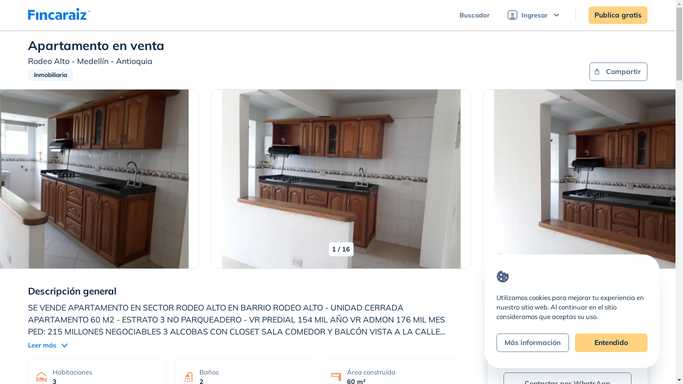 Fincaraiz
Buscador
Ingresar
Publica gratis
Apartamento en venta
Rodeo Alto - Medellín - Antioquia
Inmobiliaria
Compartir
1 / 16
Descripción general
SE VENDE APARTAMENTO EN SECTOR RODEO ALTO EN BARRIO RODEO ALTO - UNIDAD CERRADA
APARTAMENTO 60 M2 - ESTRATO 3 NO PARQUEADERO - VR PREDIAL 154 MIL AÑO VR ADMON 176 MIL MES
PED: 215 MILLONES NEGOCIABLES 3 ALCOBAS CON CLOSET SALA COMEDOR Y BALCÓN VISTA A LA CALLE...
Leer más
Habitaciones
3
Baños
2
Área construida
60 m²
Utilizamos cookies para mejorar tu experiencia en
nuestro sitio web. Al continuar en el sitio
consideramos que aceptas su uso.
Más información
Entendido
Contactar por WhatsApp